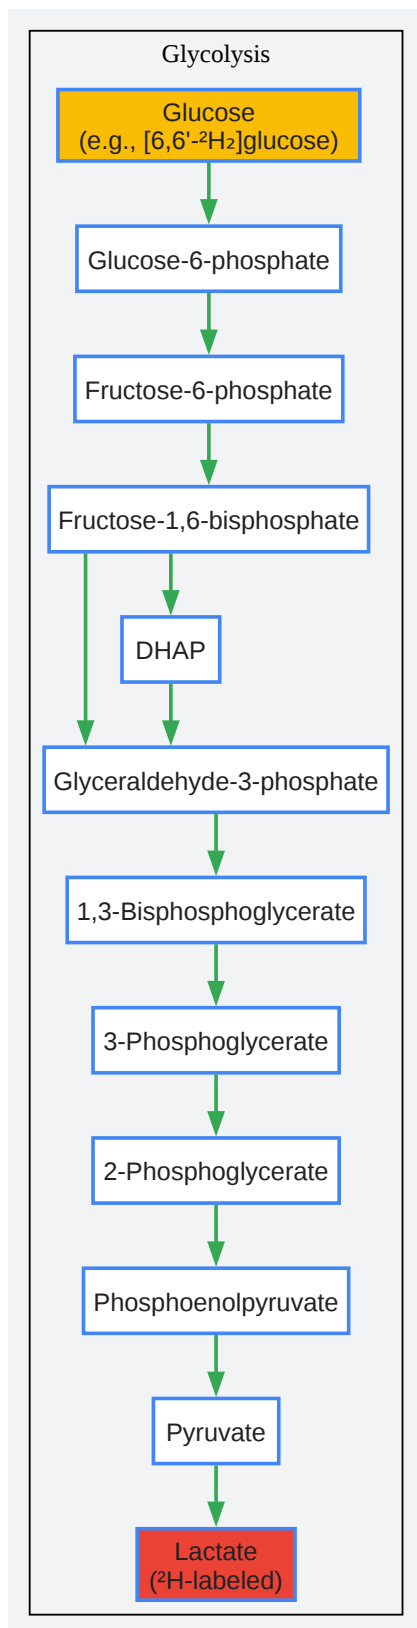 Glycolysis
Glucose
(e.g., [6,6'-²H₂]glucose)
Glucose-6-phosphate
Fructose-6-phosphate
Fructose-1,6-bisphosphate
DHAP
Glyceraldehyde-3-phosphate
1,3-Bisphosphoglycerate
3-Phosphoglycerate
2-Phosphoglycerate
Phosphoenolpyruvate
Pyruvate
Lactate
(²H-labeled)